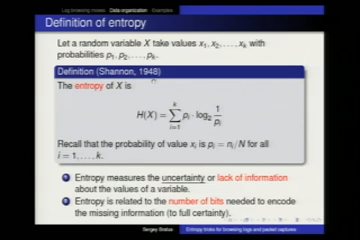 Log browsing moves Data organization Examples
Definition of entropy
Let a random variable X take values x₁, x₂, . . . , xₖ with
probabilities p₁, p₂, . . . , pₖ.
Definition (Shannon, 1948)
The entropy of X is
H(X) = ∑ᵢ₌₁ᵏ pᵢ · log₂ 1/pᵢ
Recall that the probability of value xᵢ is pᵢ = nᵢ/N for all
i = 1, . . . , k.
1 Entropy measures the uncertainty or lack of information
about the values of a variable.
2 Entropy is related to the number of bits needed to encode
the missing information (to full certainty).
Sergey Bratus Entropy tricks for browsing logs and packet captures